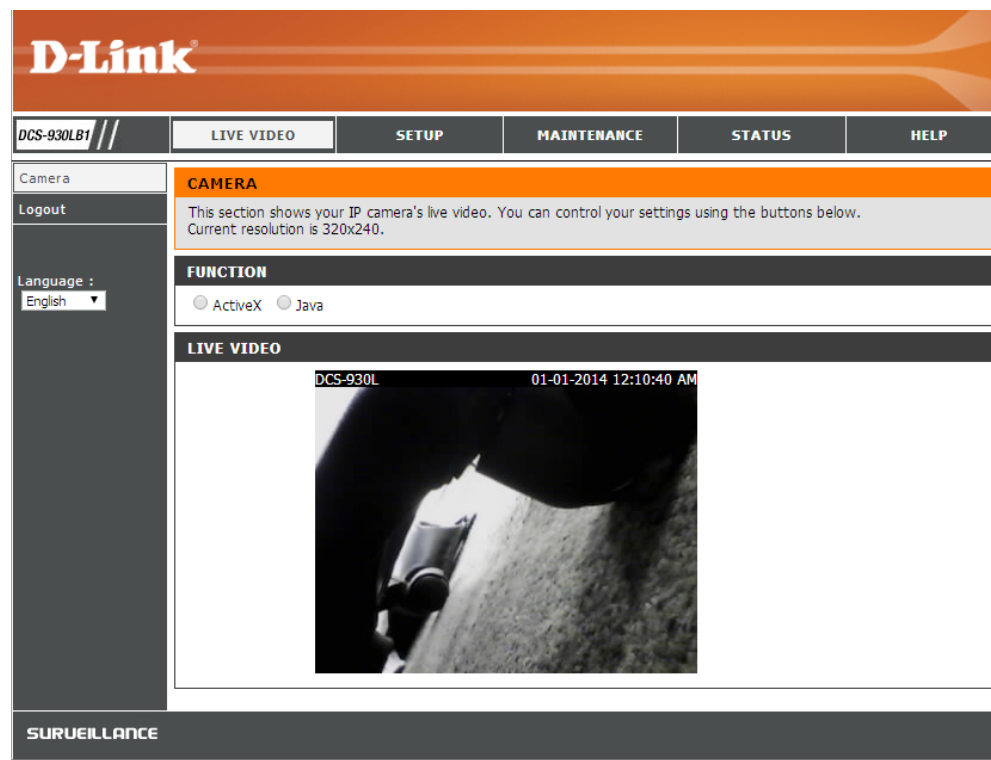 D-Link®
DCS-930LB1
LIVE VIDEO
SETUP
MAINTENANCE
STATUS
HELP
Camera
Logout
Language :
English
CAMERA
This section shows your IP camera's live video. You can control your settings using the buttons below.
Current resolution is 320x240.
FUNCTION
ActiveX
Java
LIVE VIDEO
DCS-930L
01-01-2014 12:10:40 AM
SURVEILLANCE